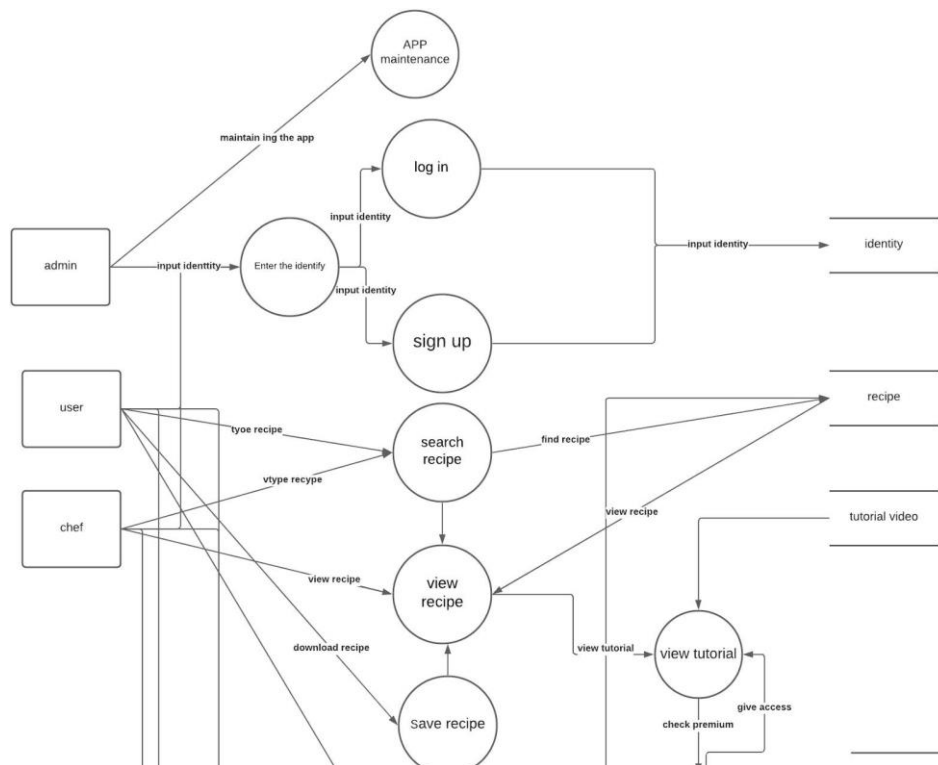 APP
maintenance
maintain ing the app
log in
input identity
admin
input identtity
Enter the identify
input identity
input identity
identity
sign up
user
recipe
tyoe recipe
search
recipe
find recipe
vtype recype
chef
view recipe
tutorial video
view recipe
view
recipe
download recipe
view tutorial
view tutorial
give access
save recipe
check premium